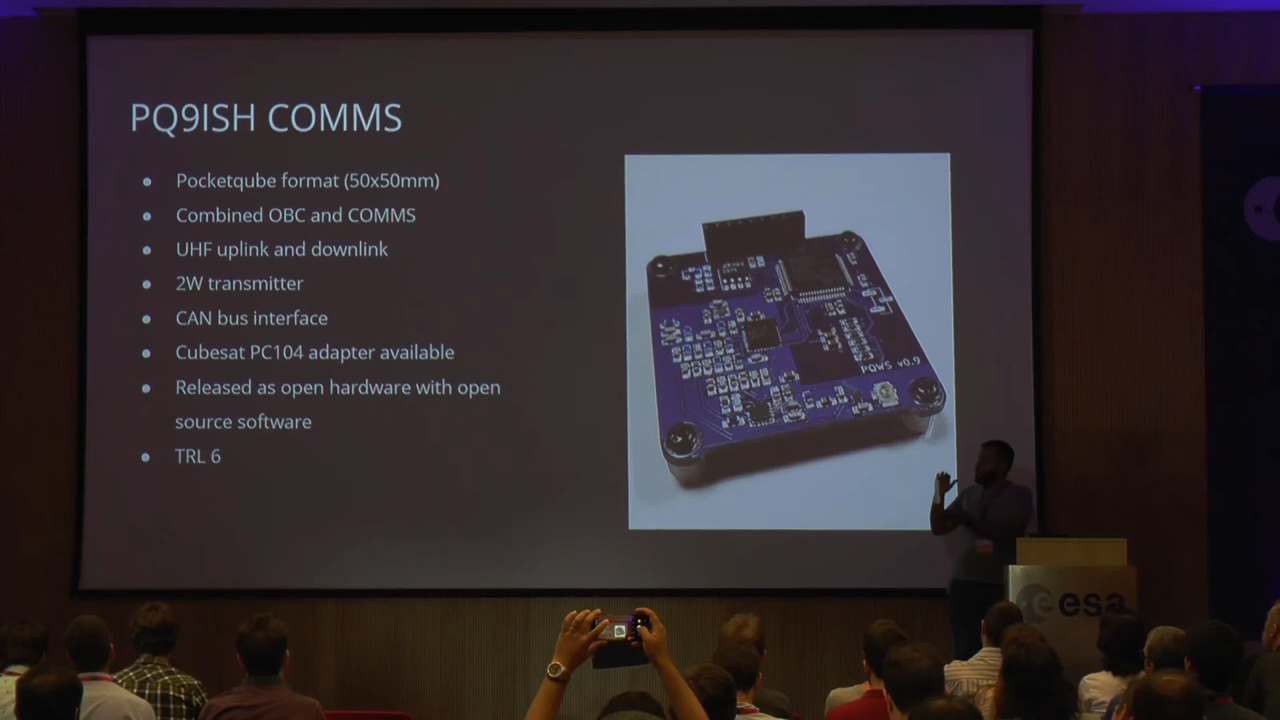 PQ9ISH COMMS
Pocketqube format (50x50mm)
Combined OBC and COMMS
UHF uplink and downlink
2W transmitter
CAN bus interface
Cubesat PC104 adapter available
Released as open hardware with open
source software
TRL 6
PQWS v0.9
esa